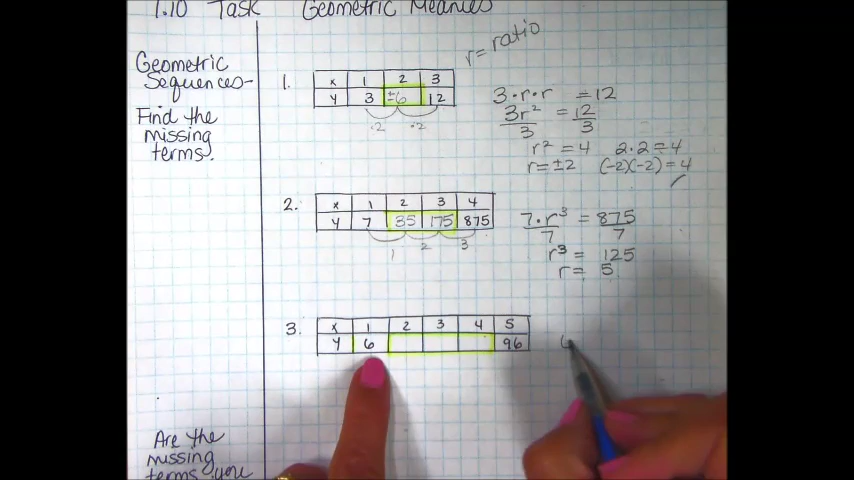 1.10 Task Geometric Meanies
Geometric
Sequences-
Find the
missing
terms.
r = ratio
1.
x 1 2 3
y 3 ±6 12
·2 ·2
3·r·r = 12
3r² = 12
3 3
r² = 4 2·2 = 4
r = ±2 (-2)(-2) = 4
2.
x 1 2 3 4
y 7 35 175 875
1 2 3
7·r³ = 875
7 7
r³ = 125
r = 5
3.
x 1 2 3 4 5
y 6 96
6
Are the
missing
terms you